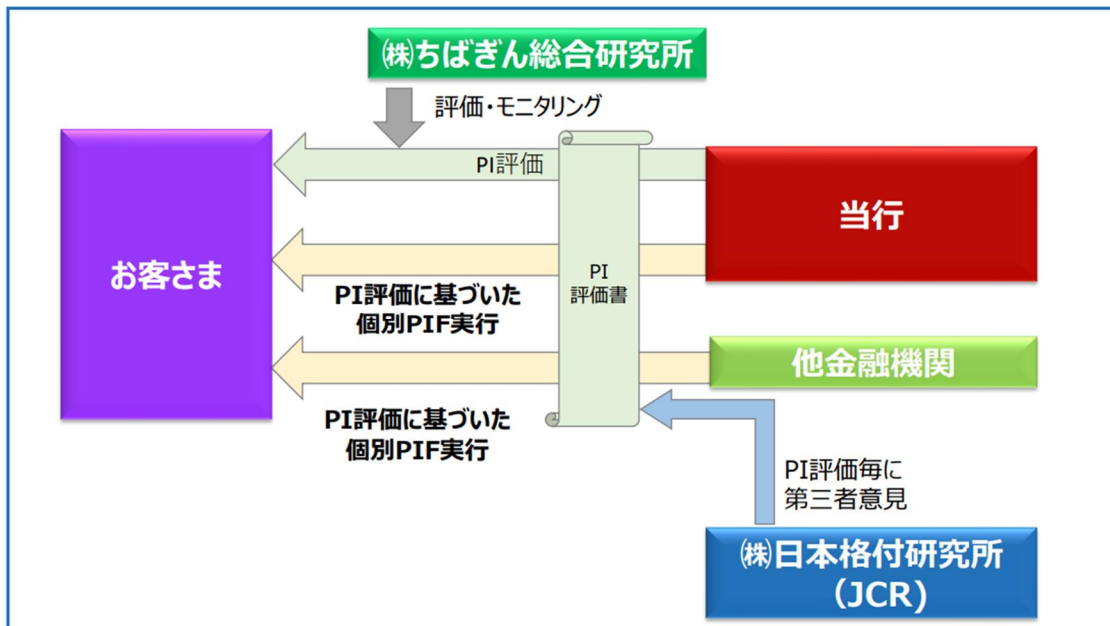 ㈱ちばぎん総合研究所
評価・モニタリング
PI評価
当行
お客さま
PI
評価書
PI評価に基づいた
個別PIF実行
他金融機関
PI評価に基づいた
個別PIF実行
PI評価毎に
第三者意見
㈱日本格付研究所
（JCR）